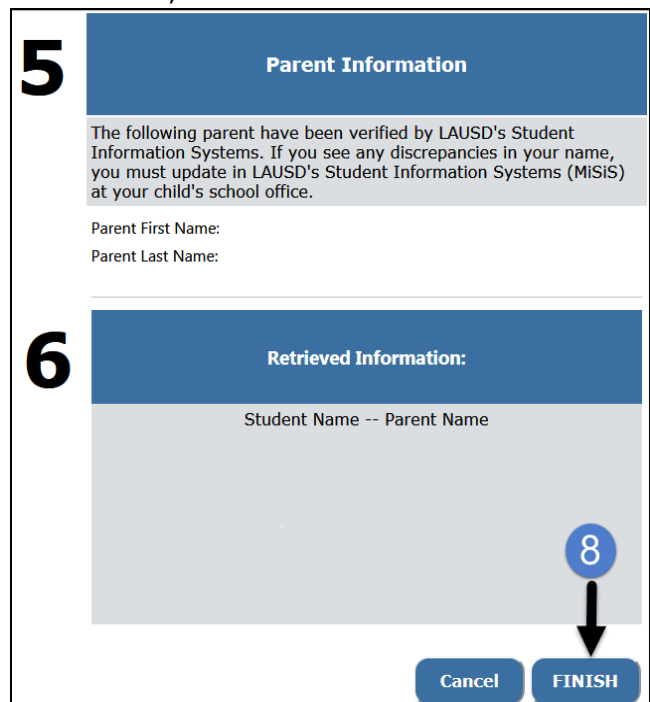 5
Parent Information
The following parent have been verified by LAUSD's Student
Information Systems. If you see any discrepancies in your name,
you must update in LAUSD's Student Information Systems (MiSiS)
at your child's school office.
Parent First Name:
Parent Last Name:
6
Retrieved Information:
Student Name -- Parent Name
8
Cancel
FINISH